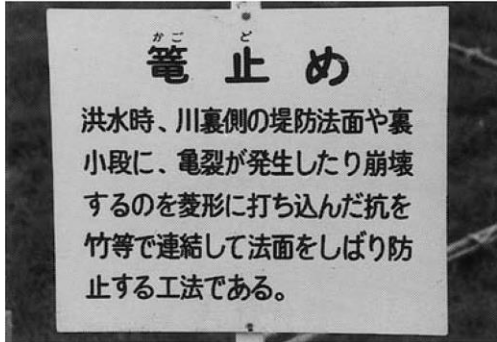 かご ど
篭止め
洪水時、川裏側の堤防法面や裏
小段に、亀裂が発生したり崩壊
するのを菱形に打ち込んだ杭を
竹等で連結して法面をしばり防
止する工法である。